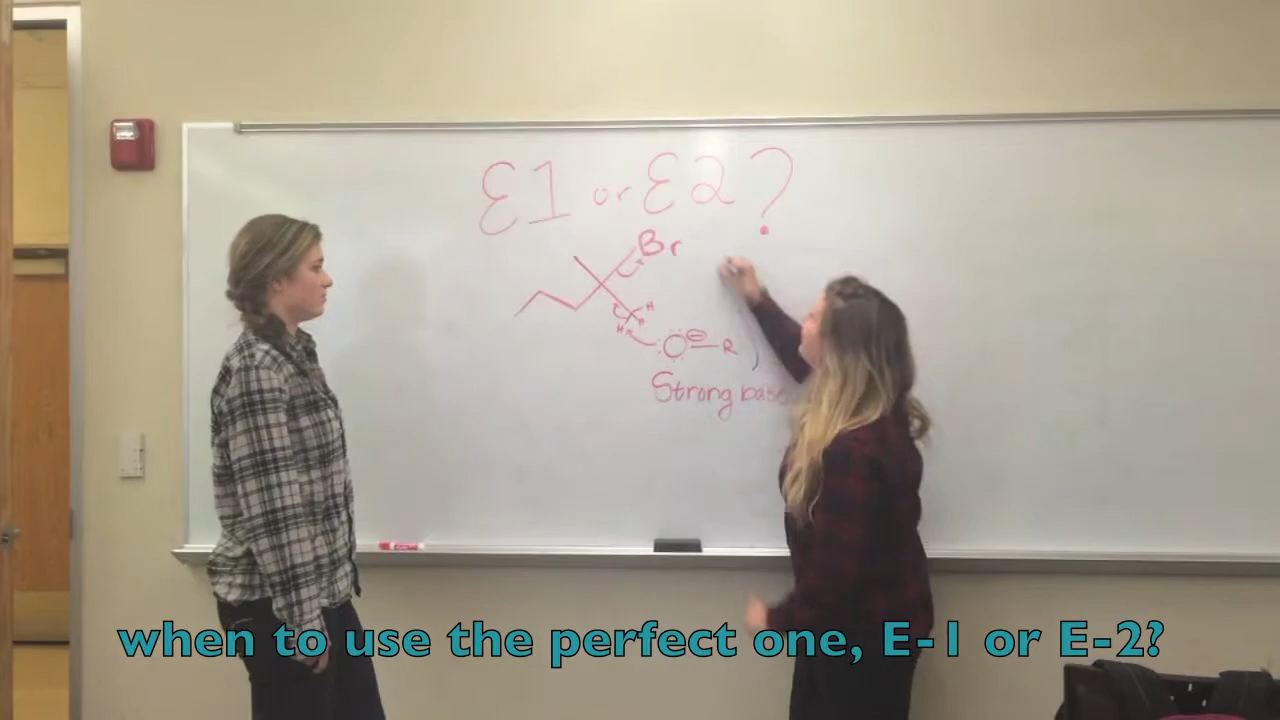 E1 or E2?
Br
H
H H
:Ö⊖—R
Strong base
when to use the perfect one, E-1 or E-2?